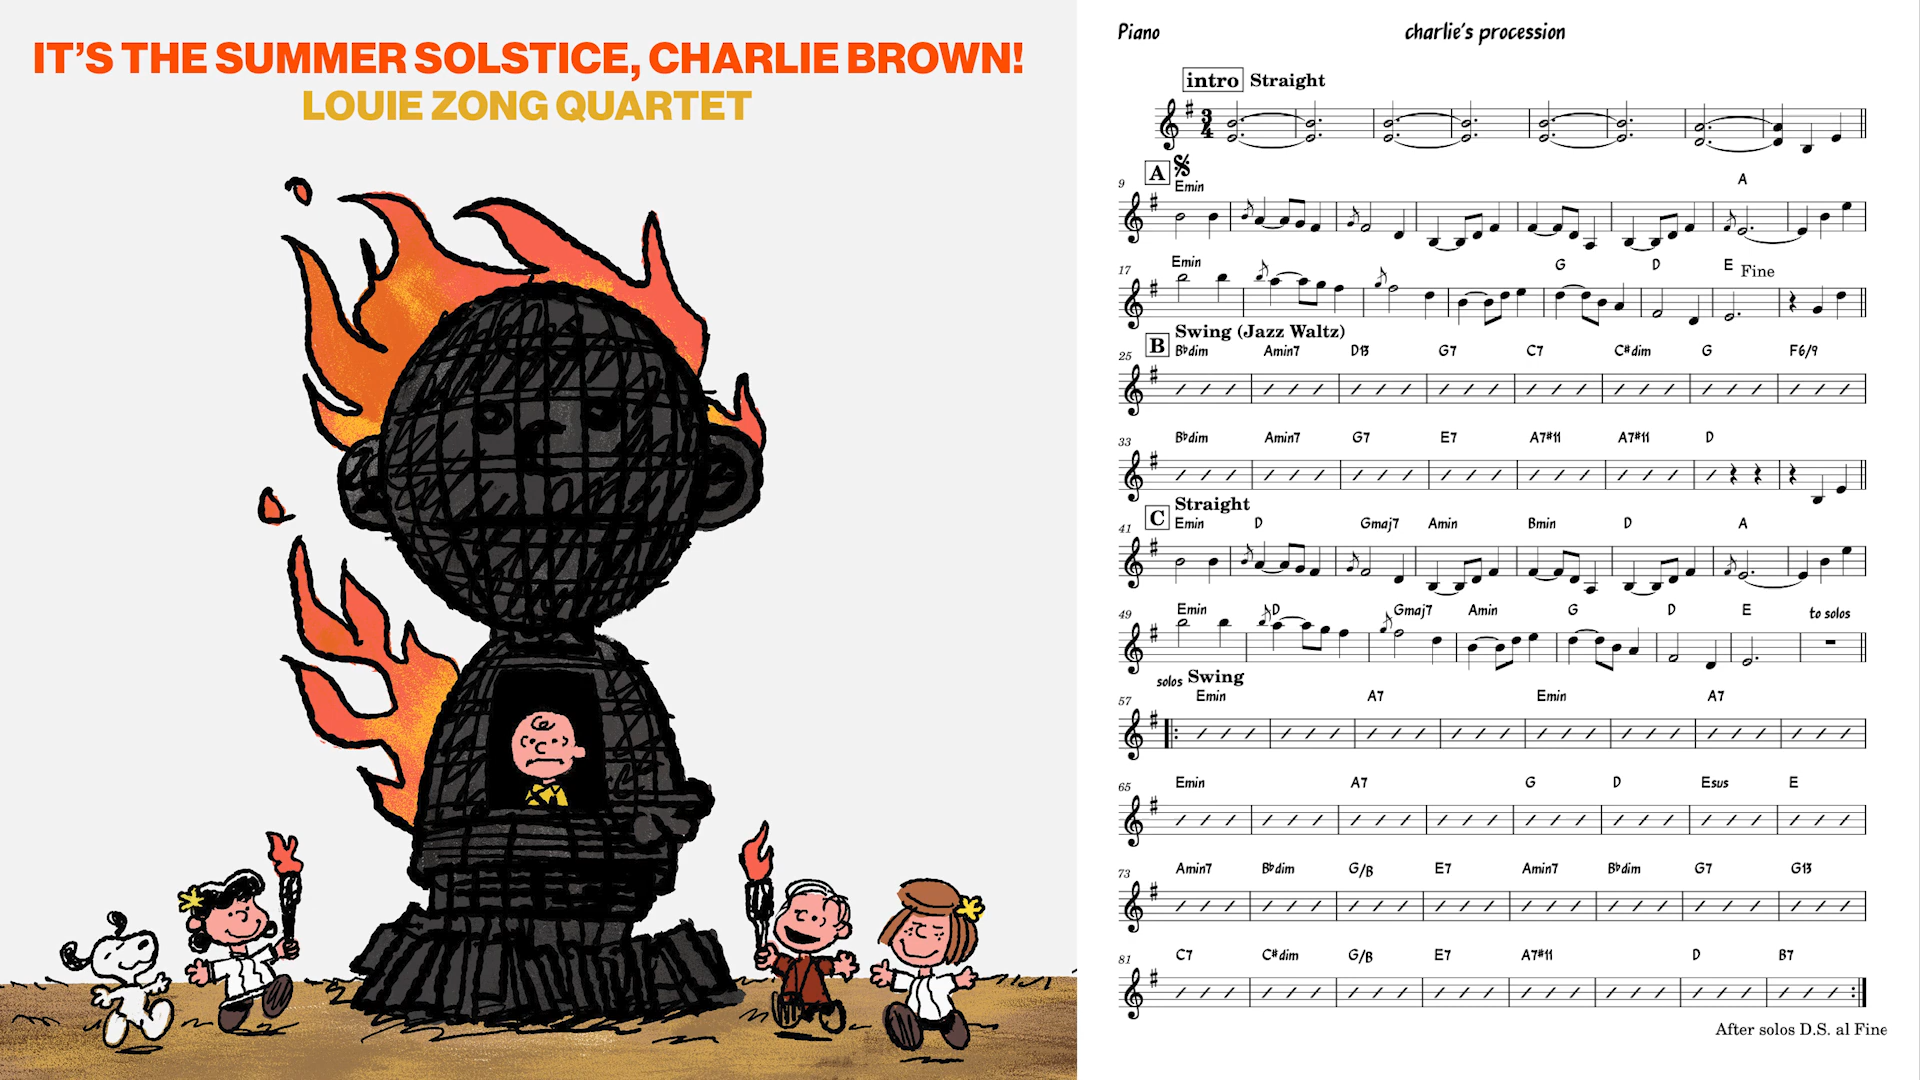 IT'S THE SUMMER SOLSTICE, CHARLIE BROWN!
LOUIE ZONG QUARTET
Piano
charlie's procession
intro Straight
3
4
A
9
Emin A
17
Emin G D E Fine
B Swing (Jazz Waltz)
25
B♭dim Amin7 D13 G7 C7 C#dim G F6/9
33
B♭dim Amin7 G7 E7 A7#11 A7#11 D
C Straight
41
Emin D Gmaj7 Amin Bmin D A
49
Emin D Gmaj7 Amin G D E to solos
solos Swing
57
Emin A7 Emin A7
65
Emin A7 G D Esus E
73
Amin7 B♭dim G/B E7 Amin7 B♭dim G7 G13
81
C7 C#dim G/B E7 A7#11 D B7
After solos D.S. al Fine